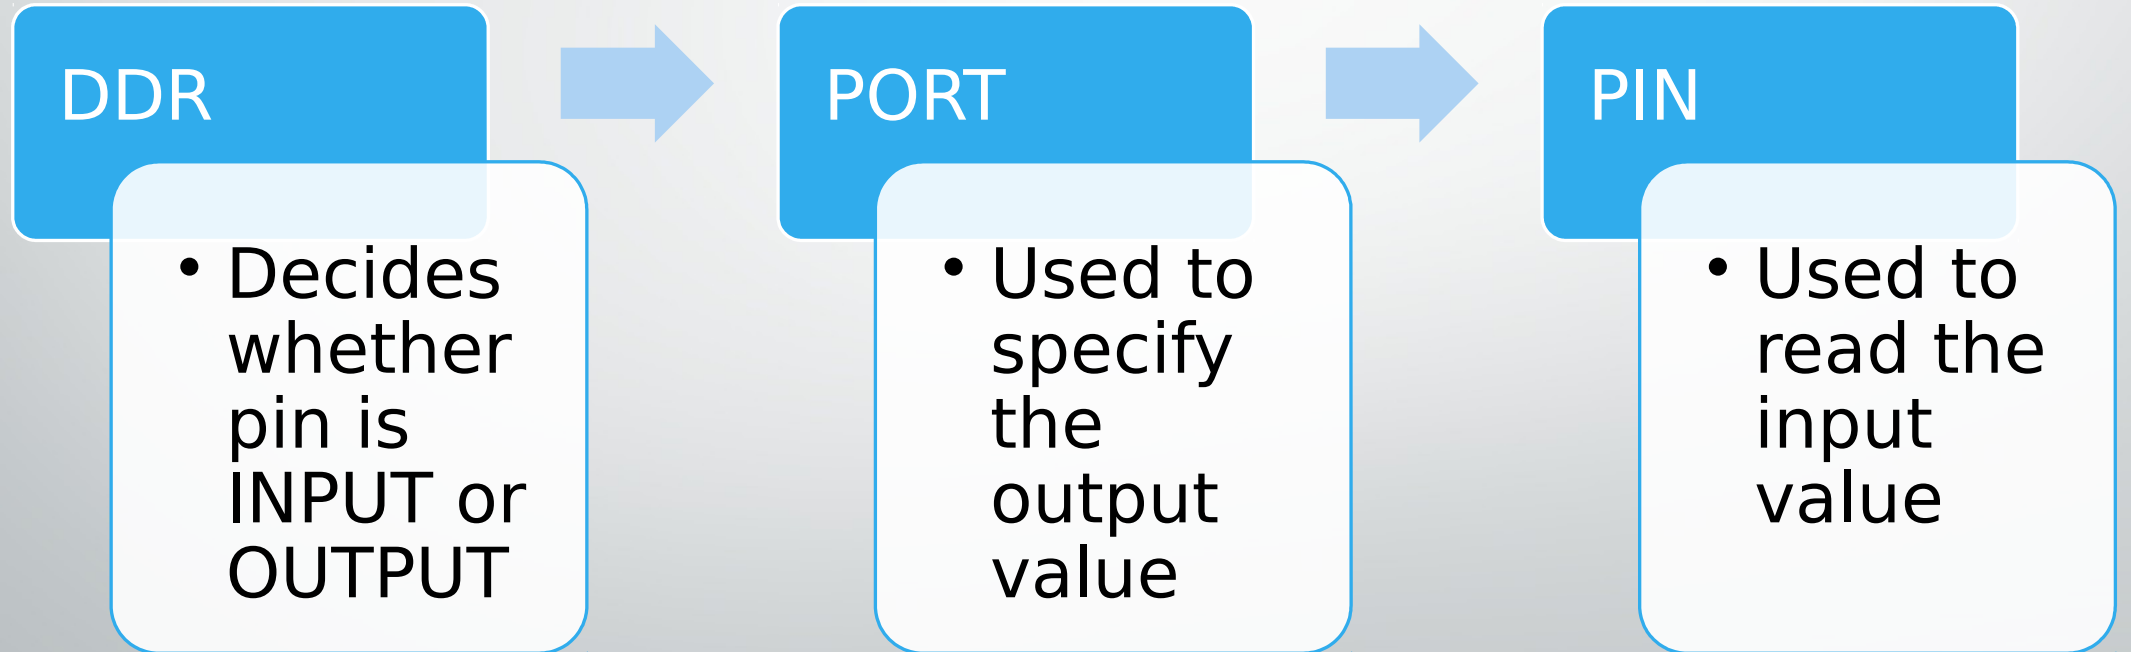 DDR
• Decides
whether
pin is
INPUT or
OUTPUT
PORT
• Used to
specify
the
output
value
PIN
• Used to
read the
input
value